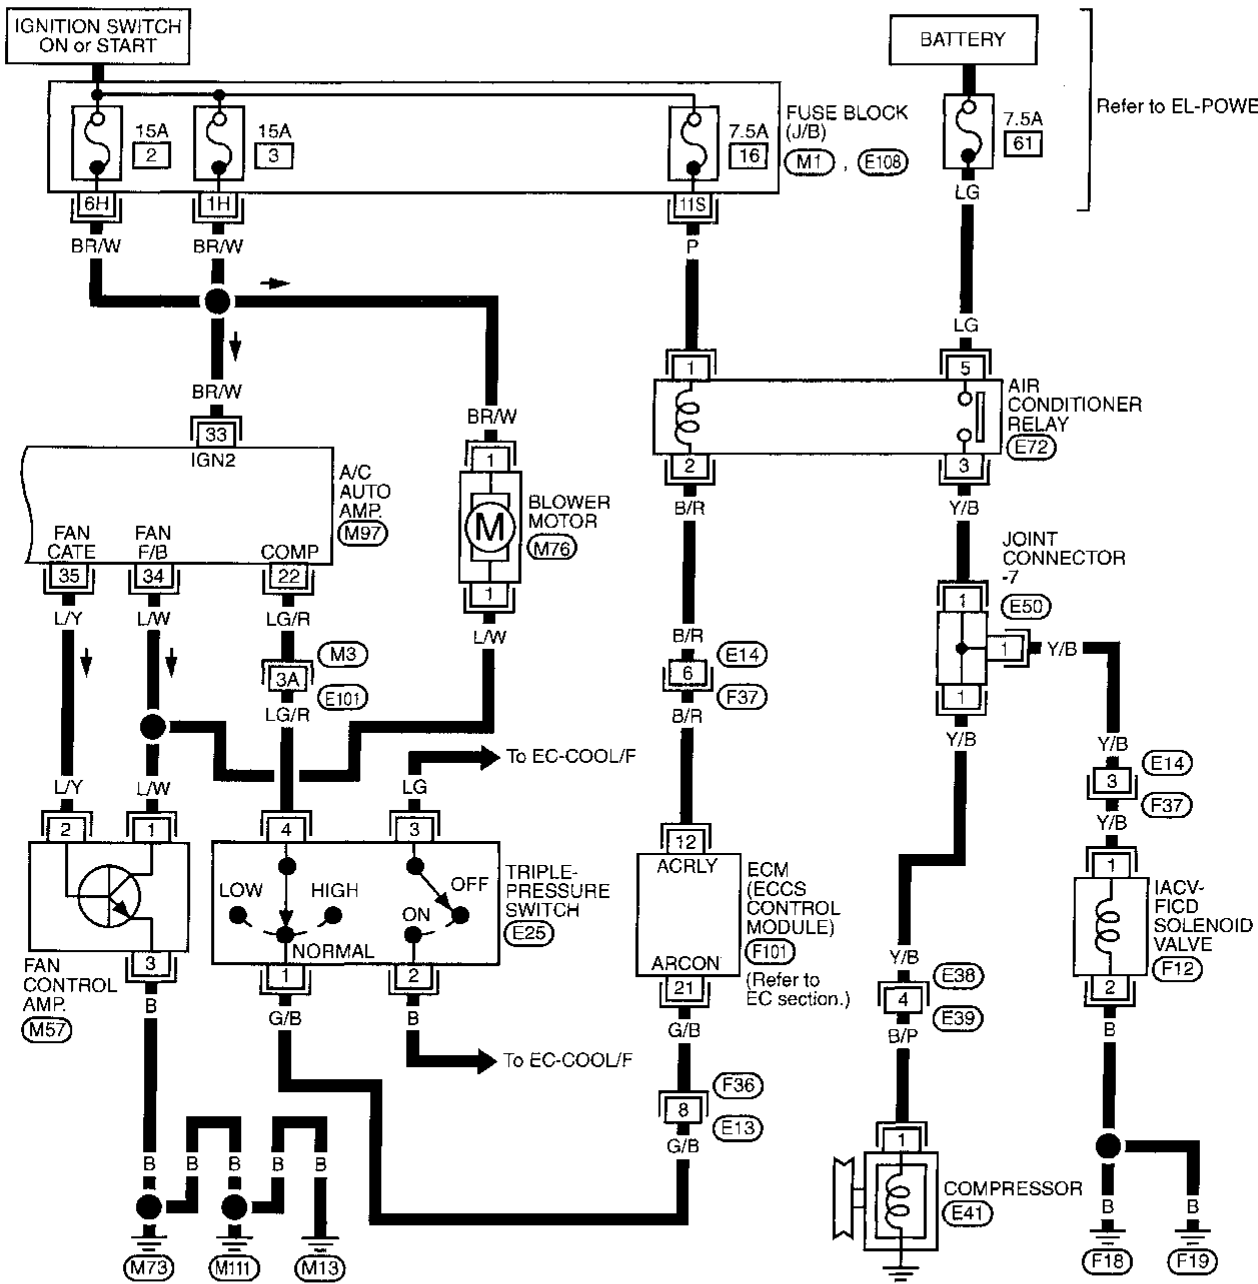 IGNITION SWITCH
ON or START
BATTERY
Refer to EL-POWE
15A
2
15A
3
7.5A
16
FUSE BLOCK
(J/B)
M1 , E108
7.5A
61
6H
1H
11S
LG
BR/W
BR/W
P
LG
BR/W
BR/W
1
5
AIR
CONDITIONER
RELAY
E72
33
IGN2
2
3
1
A/C
AUTO
AMP.
M97
BLOWER
MOTOR
M76
M
B/R
Y/B
FAN
CATE
FAN
F/B
COMP
35
34
22
1
JOINT
CONNECTOR
-7
E50
1
L/Y
L/W
LG/R
L/W
B/R
1
Y/B
M3
3A
E101
E14
6
F37
1
LG/R
B/R
Y/B
Y/B
To EC-COOL/F
E14
3
F37
L/Y
L/W
LG
Y/B
2
1
4
3
12
1
ACRLY
LOW
HIGH
OFF
ON
NORMAL
TRIPLE-
PRESSURE
SWITCH
E25
ECM
(ECCS
CONTROL
MODULE)
F101
(Refer to
EC section.)
IACV-
FICD
SOLENOID
VALVE
F12
ARCON
Y/B
3
1
2
21
E38
4
E39
2
FAN
CONTROL
AMP.
M57
B
G/B
B
G/B
B/P
B
To EC-COOL/F
F36
8
E13
G/B
1
B
B
B
B
B
COMPRESSOR
E41
B
B
M73
M111
M13
F18
F19